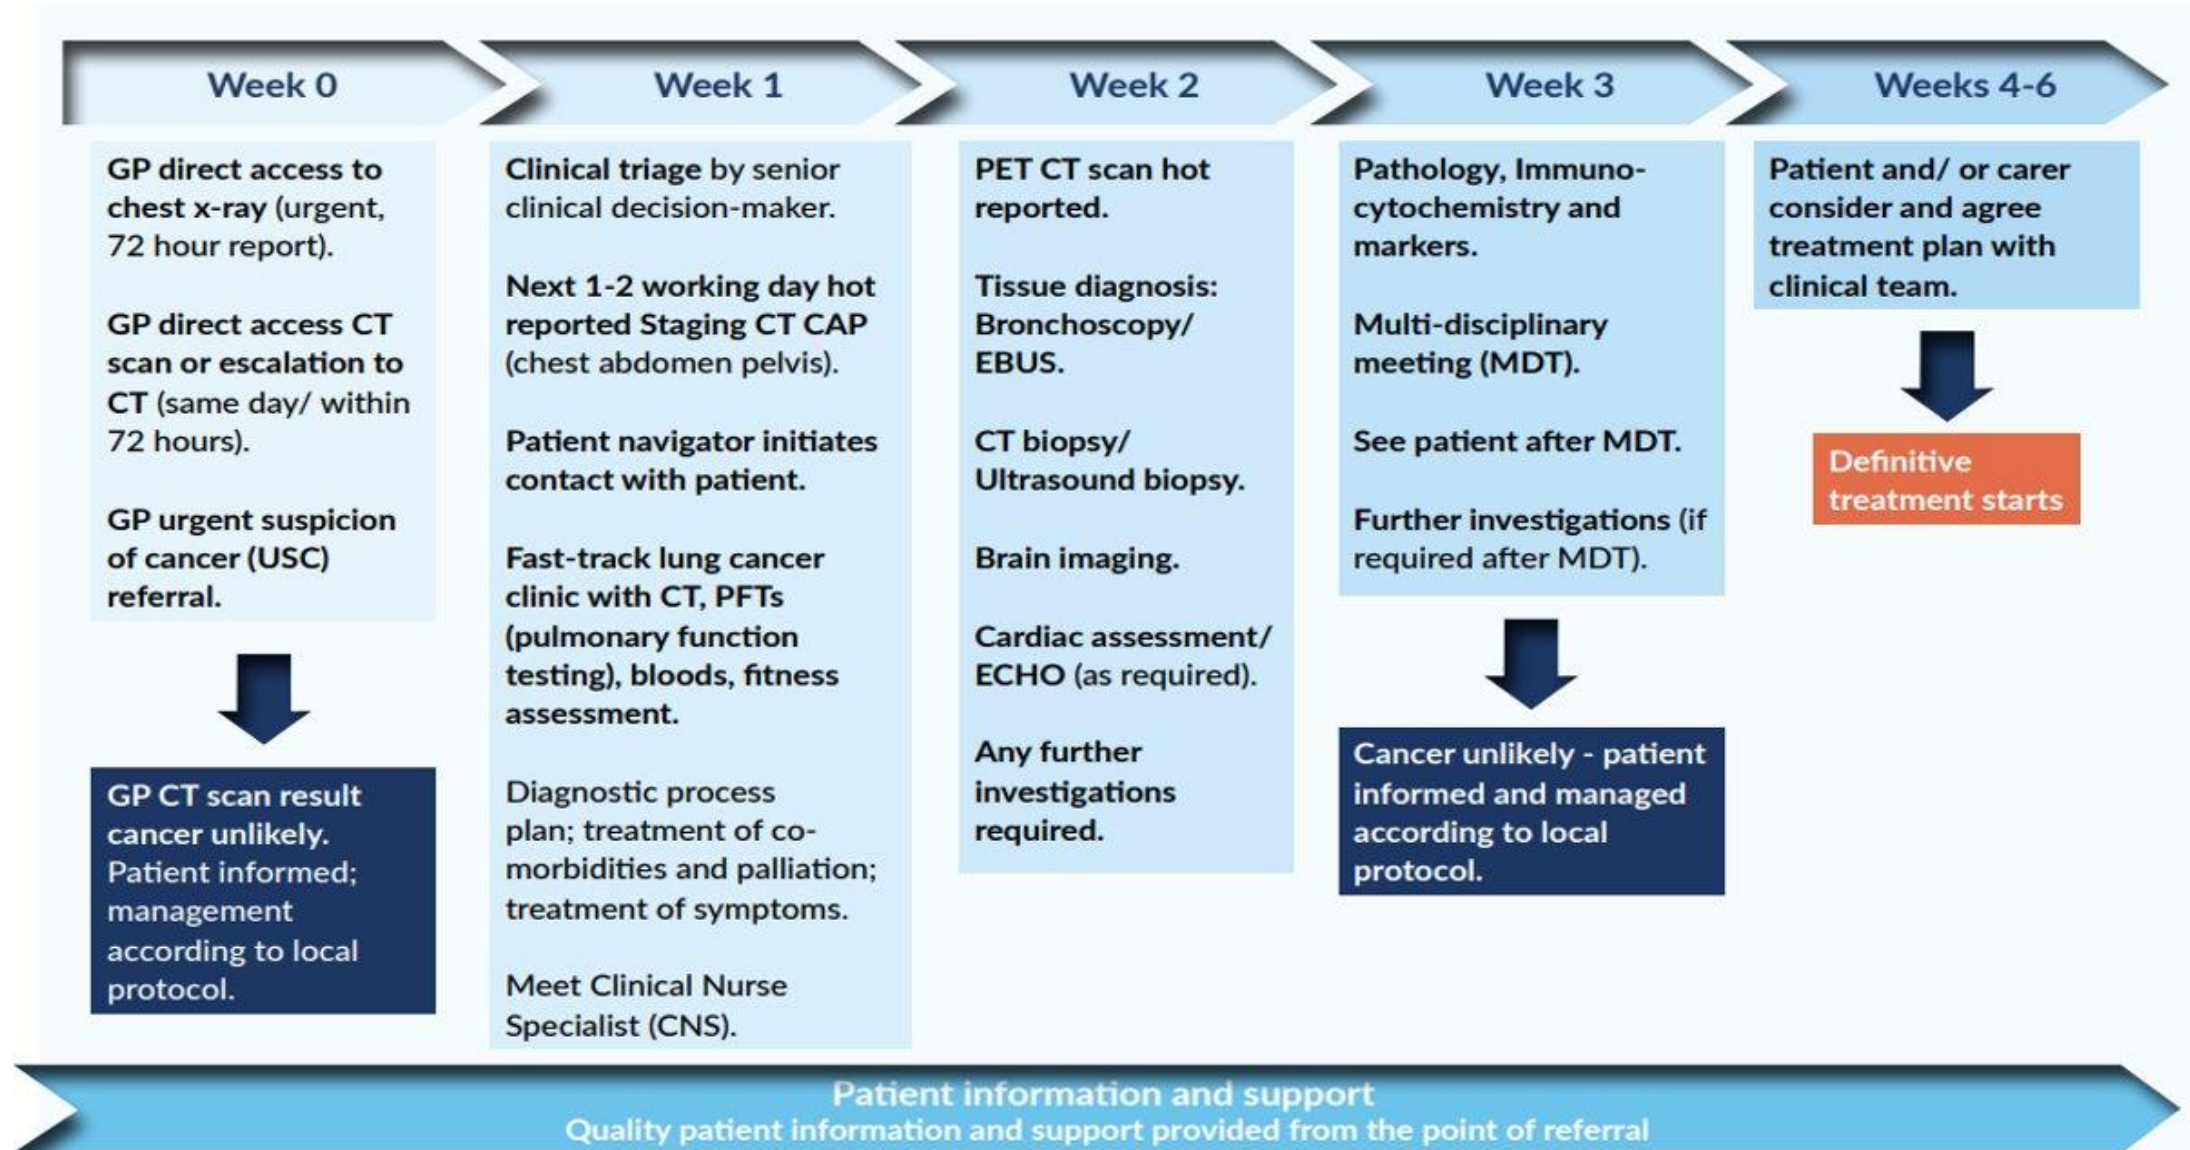 Week 0
GP direct access to
chest x-ray (urgent,
72 hour report).
GP direct access CT
scan or escalation to
CT (same day/ within
72 hours).
GP urgent suspicion
of cancer (USC)
referral.
GP CT scan result
cancer unlikely.
Patient informed;
management
according to local
protocol.
Week 1
Clinical triage by senior
clinical decision-maker.
Next 1-2 working day hot
reported Staging CT CAP
(chest abdomen pelvis).
Patient navigator initiates
contact with patient.
Fast-track lung cancer
clinic with CT, PFTs
(pulmonary function
testing), bloods, fitness
assessment.
Diagnostic process
plan; treatment of co-
morbidities and palliation;
treatment of symptoms.
Meet Clinical Nurse
Specialist (CNS).
Week 2
PET CT scan hot
reported.
Tissue diagnosis:
Bronchoscopy/
EBUS.
CT biopsy/
Ultrasound biopsy.
Brain imaging.
Cardiac assessment/
ECHO (as required).
Any further
investigations
required.
Week 3
Pathology, Immuno-
cytochemistry and
markers.
Multi-disciplinary
meeting (MDT).
See patient after MDT.
Further investigations (if
required after MDT).
Cancer unlikely - patient
informed and managed
according to local
protocol.
Weeks 4-6
Patient and/ or carer
consider and agree
treatment plan with
clinical team.
Definitive
treatment starts
Patient information and support
Quality patient information and support provided from the point of referral